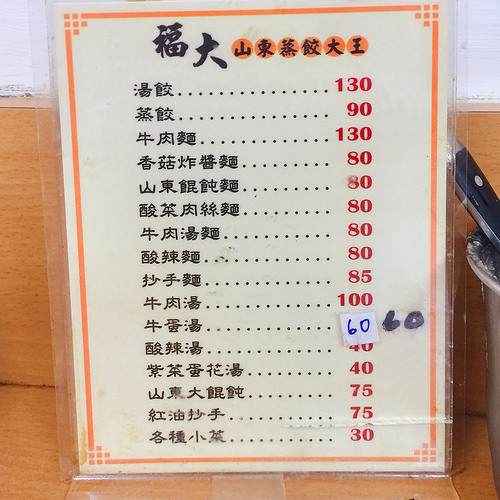 福大山東蒸餃大王
湯餃................130
蒸餃................90
牛肉麵..............130
香菇炸醬麵..........80
山東餛飩麵..........80
酸菜肉絲麵..........80
牛肉湯麵............80
酸辣麵..............80
抄手麵..............85
牛肉湯..............100
牛蛋湯.............. 60 60
酸辣湯..............40
紫菜蛋花湯..........40
山東大餛飩..........75
紅油抄手............75
各種小菜............30